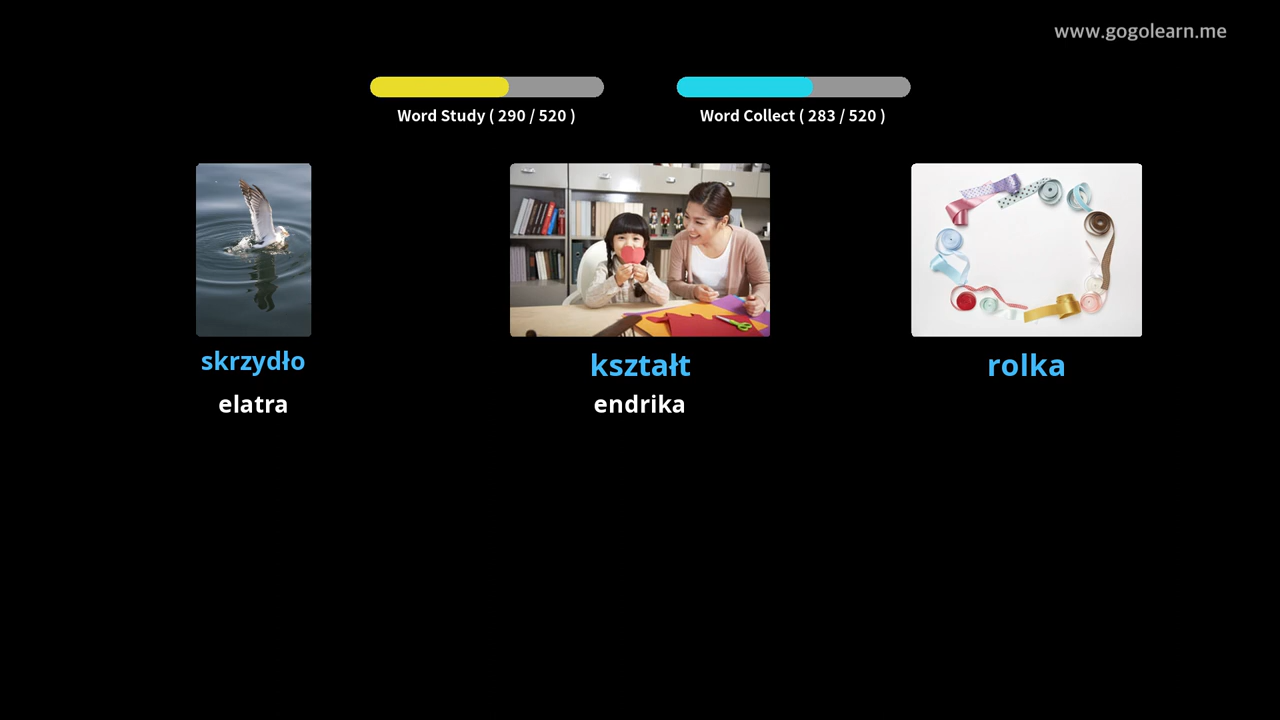 www.gogolearn.me
Word Study ( 290 / 520 )
Word Collect ( 283 / 520 )
skrzydło
kształt
rolka
elatra
endrika